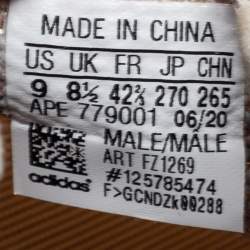 MADE IN CHINA
US UK FR JP CHN
9 8½ 42⅔ 270 265
APE 779001 06/20
MALE/MÂLE
ART FZ1269
#125785474
adidas F>GCNDZk00288